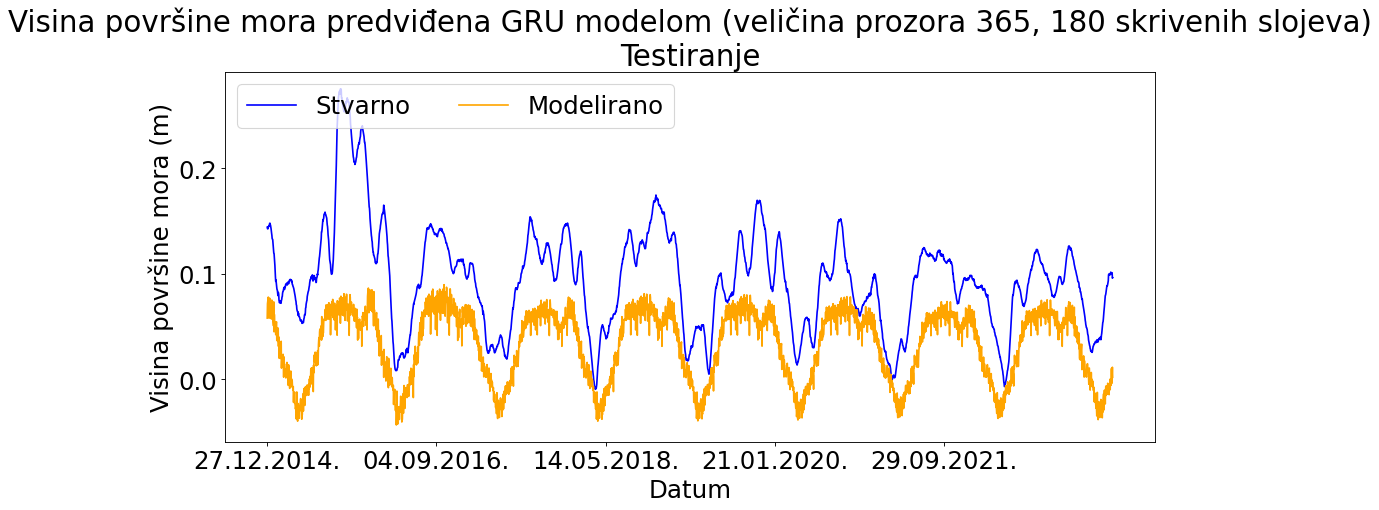 Visina površine mora predviđena GRU modelom (veličina prozora 365, 180 skrivenih slojeva)
Testiranje
Stvarno
Modelirano
Visina površine mora (m)
0.2
0.1
0.0
27.12.2014.
04.09.2016.
14.05.2018.
21.01.2020.
29.09.2021.
Datum